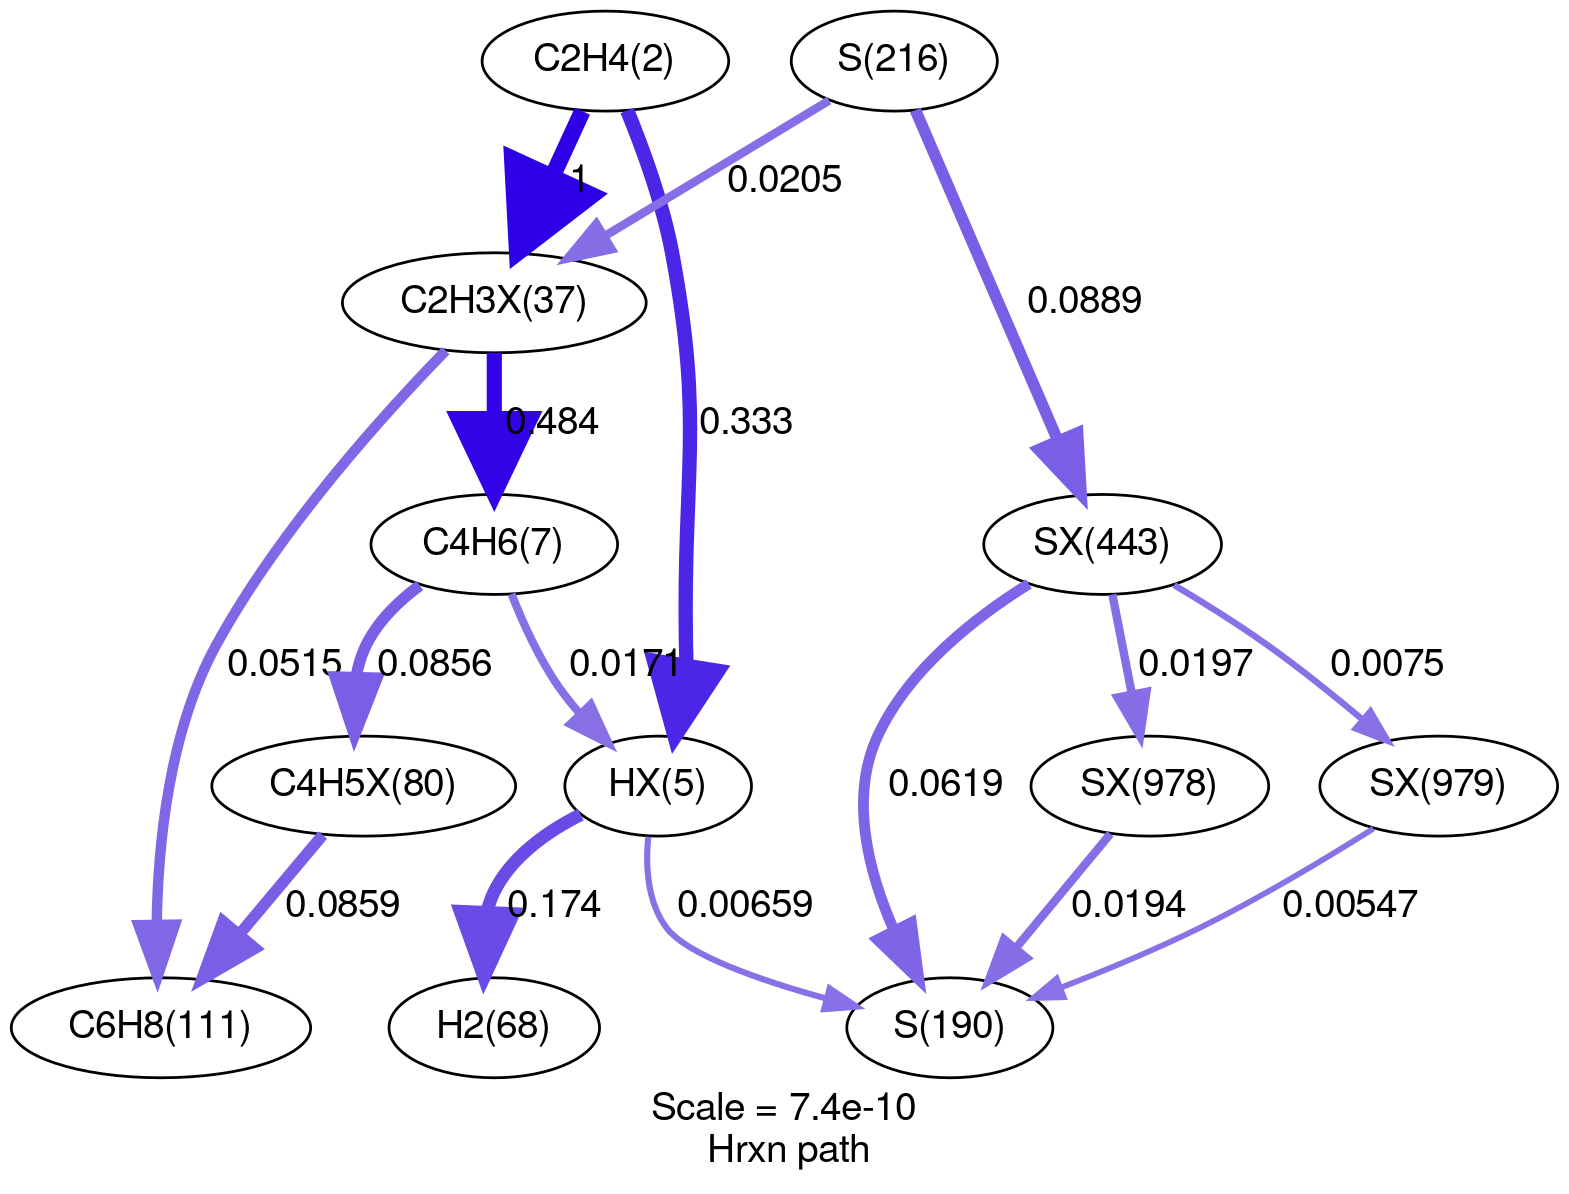 C2H4(2)
S(216)
1
0.0205
C2H3X(37)
0.0889
0.484
0.333
C4H6(7)
SX(443)
0.0515
0.0856
0.0171
0.0197
0.0075
C4H5X(80)
HX(5)
0.0619
SX(978)
SX(979)
0.0859
0.174
0.00659
0.0194
0.00547
C6H8(111)
H2(68)
S(190)
Scale = 7.4e-10
Hrxn path